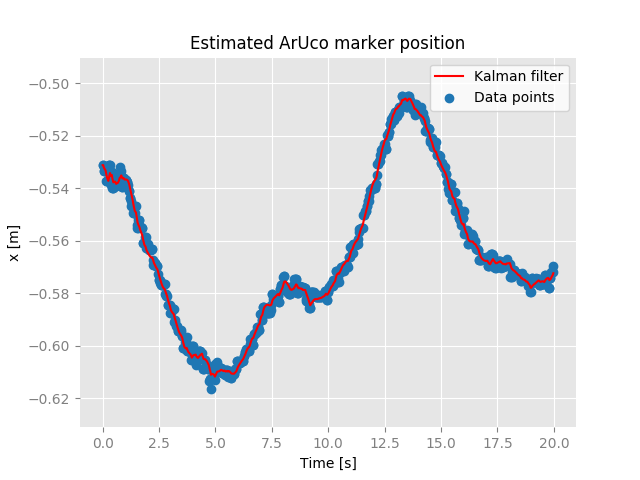 Estimated ArUco marker position
Kalman filter
Data points
x [m]
−0.50
−0.52
−0.54
−0.56
−0.58
−0.60
−0.62
0.0 2.5 5.0 7.5 10.0 12.5 15.0 17.5 20.0
Time [s]